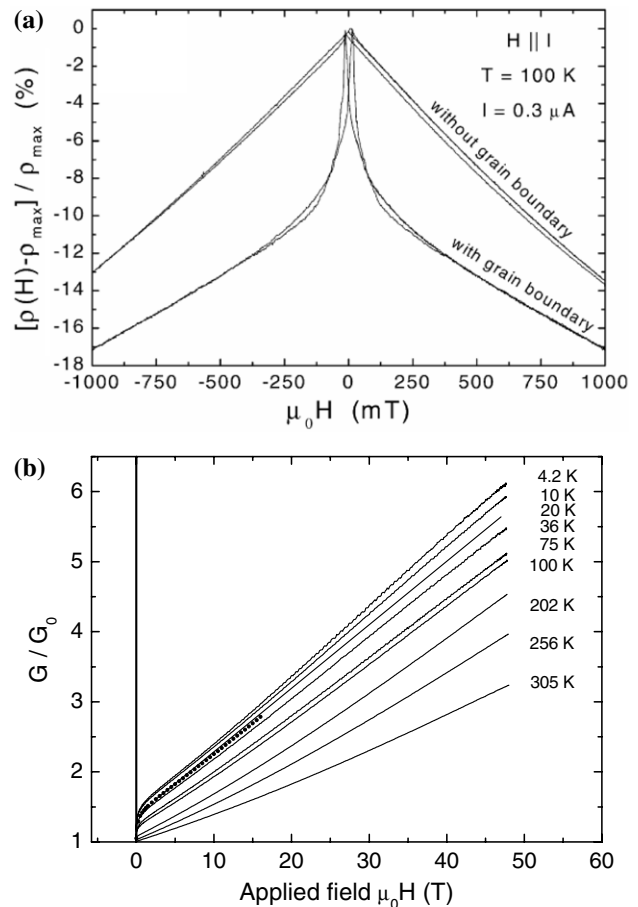 (a)
0
-2
-4
-6
-8
-10
-12
-14
-16
-18
[ρ(H)-ρmax] / ρmax (%)
H || I
T = 100 K
I = 0.3 μA
without grain boundary
with grain boundary
-1000 -750 -500 -250 0 250 500 750 1000
μ0H (mT)
(b)
6
5
4
3
2
1
G / G0
4.2 K
10 K
20 K
36 K
75 K
100 K
202 K
256 K
305 K
0 10 20 30 40 50 60
Applied field μ0H (T)